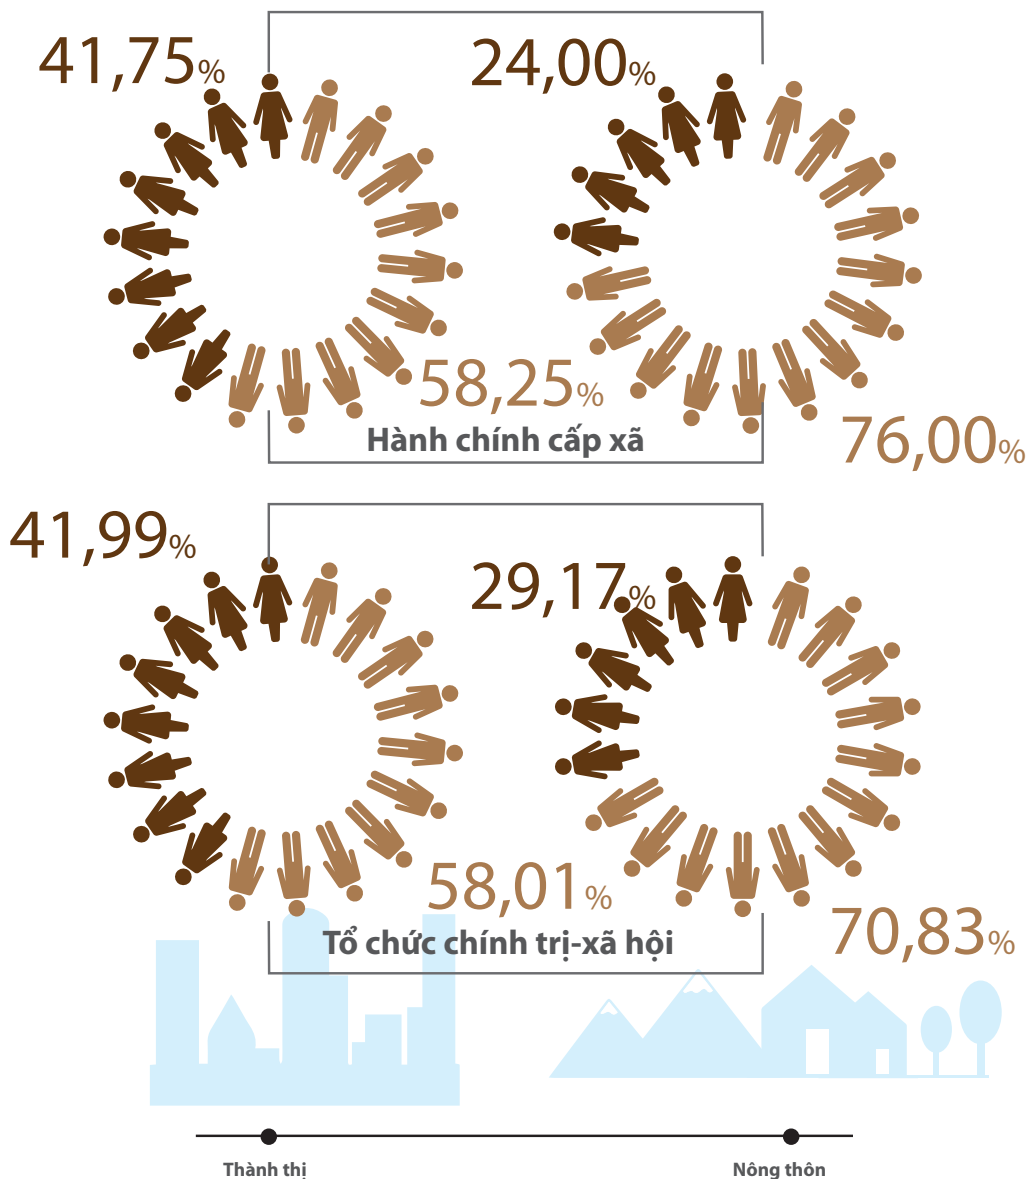 41,75%
24,00%
58,25%
76,00%
Hành chính cấp xã
41,99%
29,17%
58,01%
70,83%
Tổ chức chính trị-xã hội
Thành thị
Nông thôn